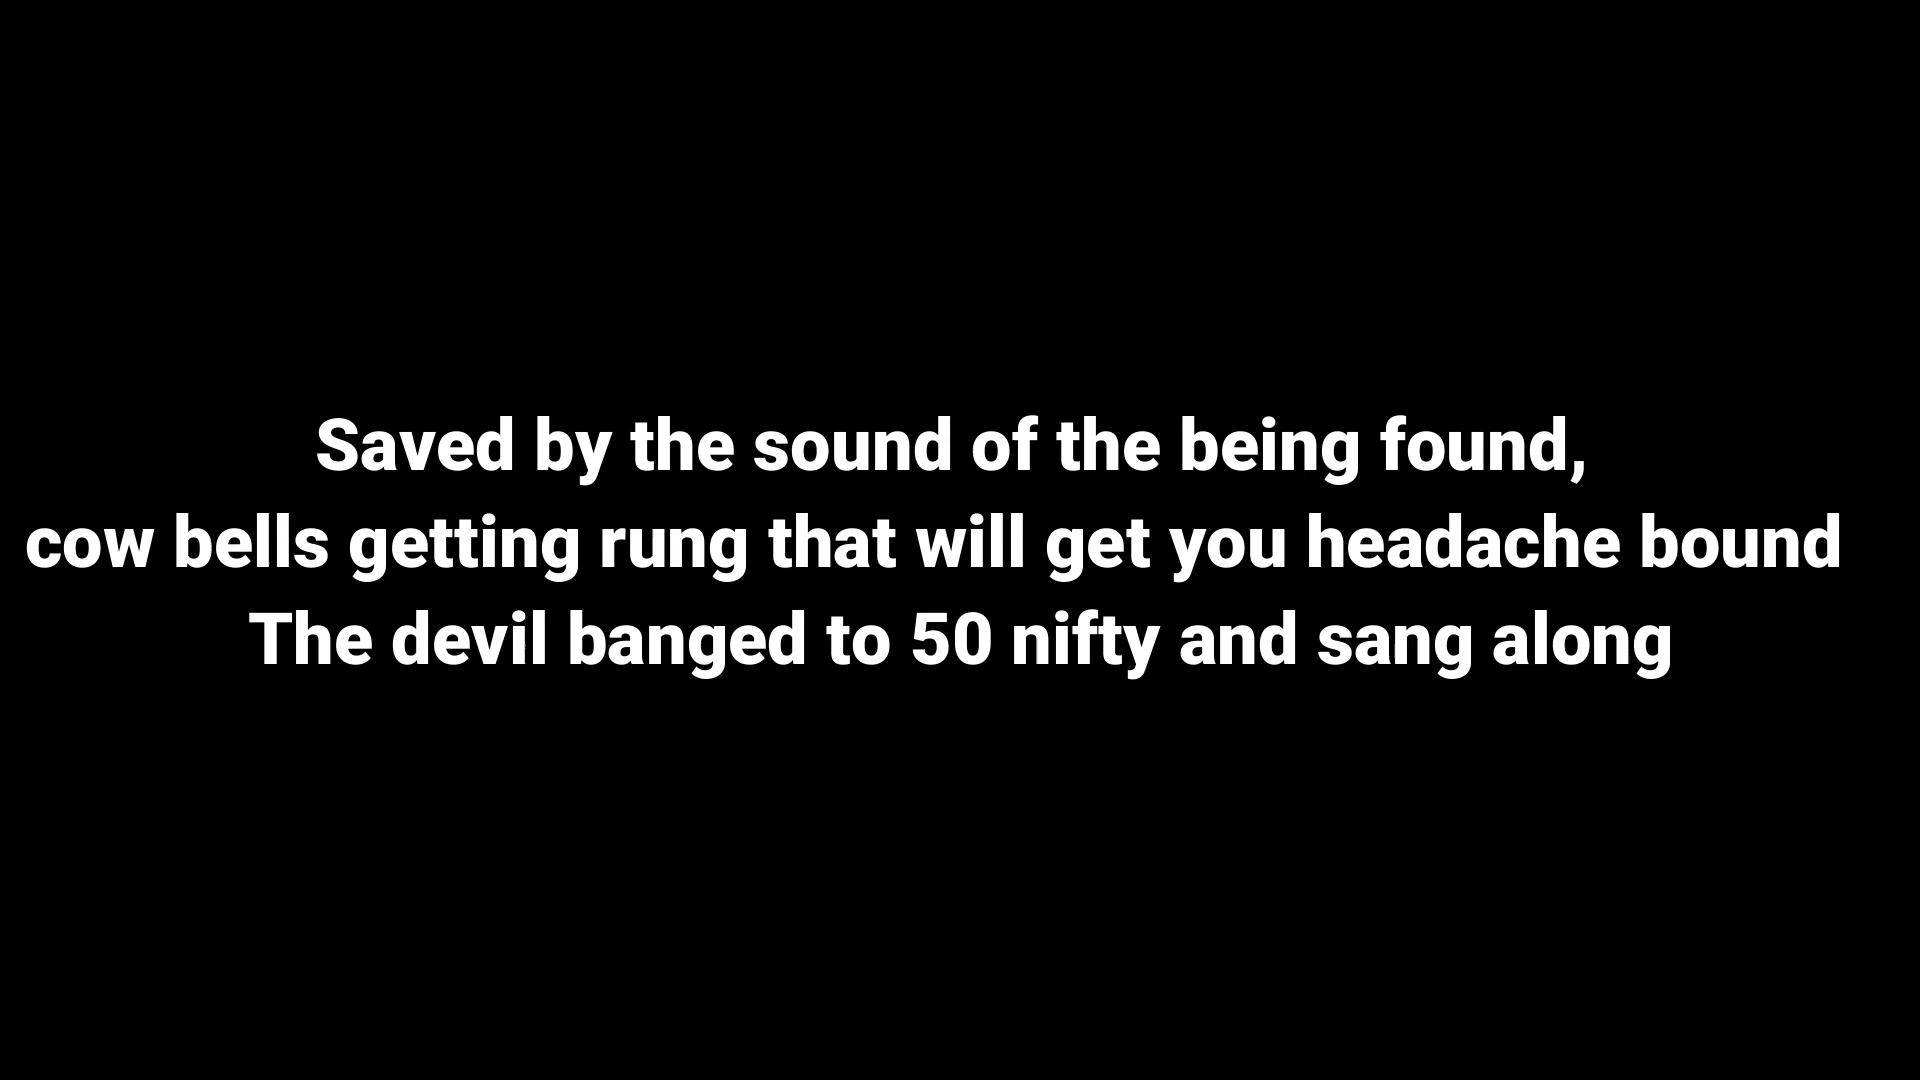 Saved by the sound of the being found,
cow bells getting rung that will get you headache bound
The devil banged to 50 nifty and sang along